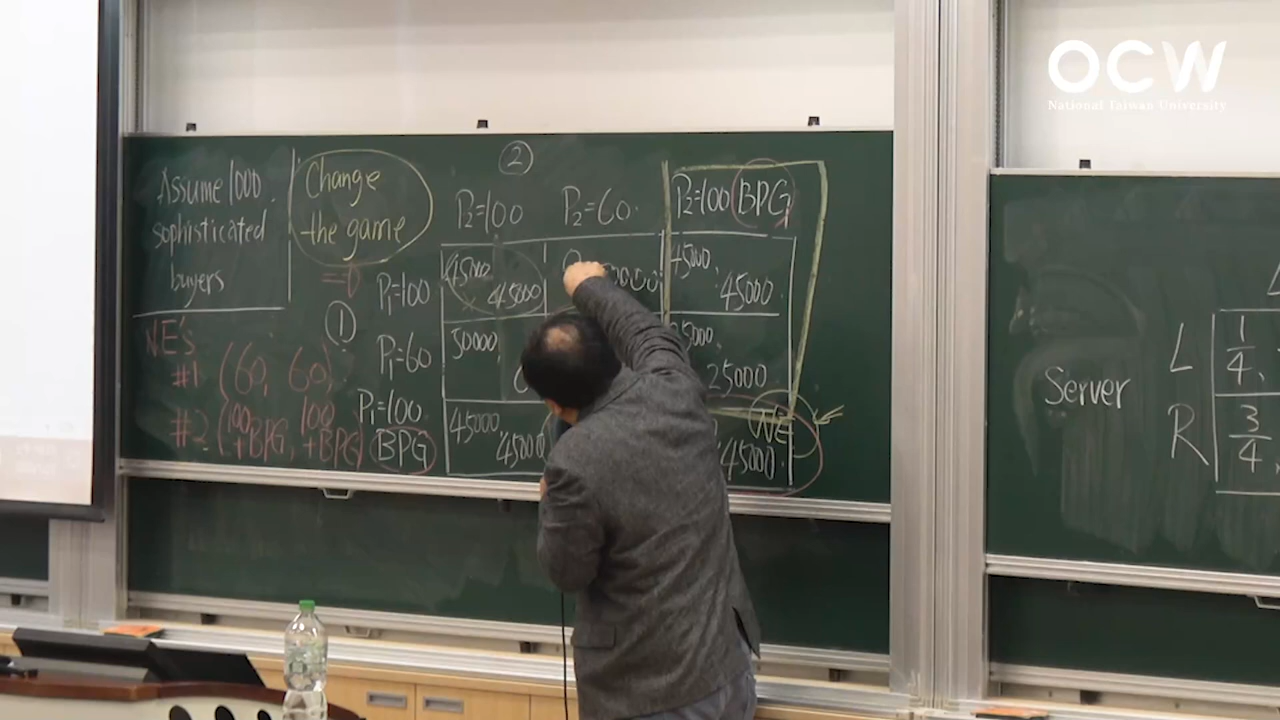 OCW
National Taiwan University
Assume 1000
sophisticated
buyers
Change
the game
NE's
#1 (60, 60)
#2 (100+BPG, 100+BPG)
①
②
P₂=100
P₂=60
P₂=100 BPG
P₁=100
45000, 45000
45000, 45000
P₁=60
50000,
25000
P₁=100
BPG
45000, 45000
45000
NE
Server
L
1/4,
R
3/4,